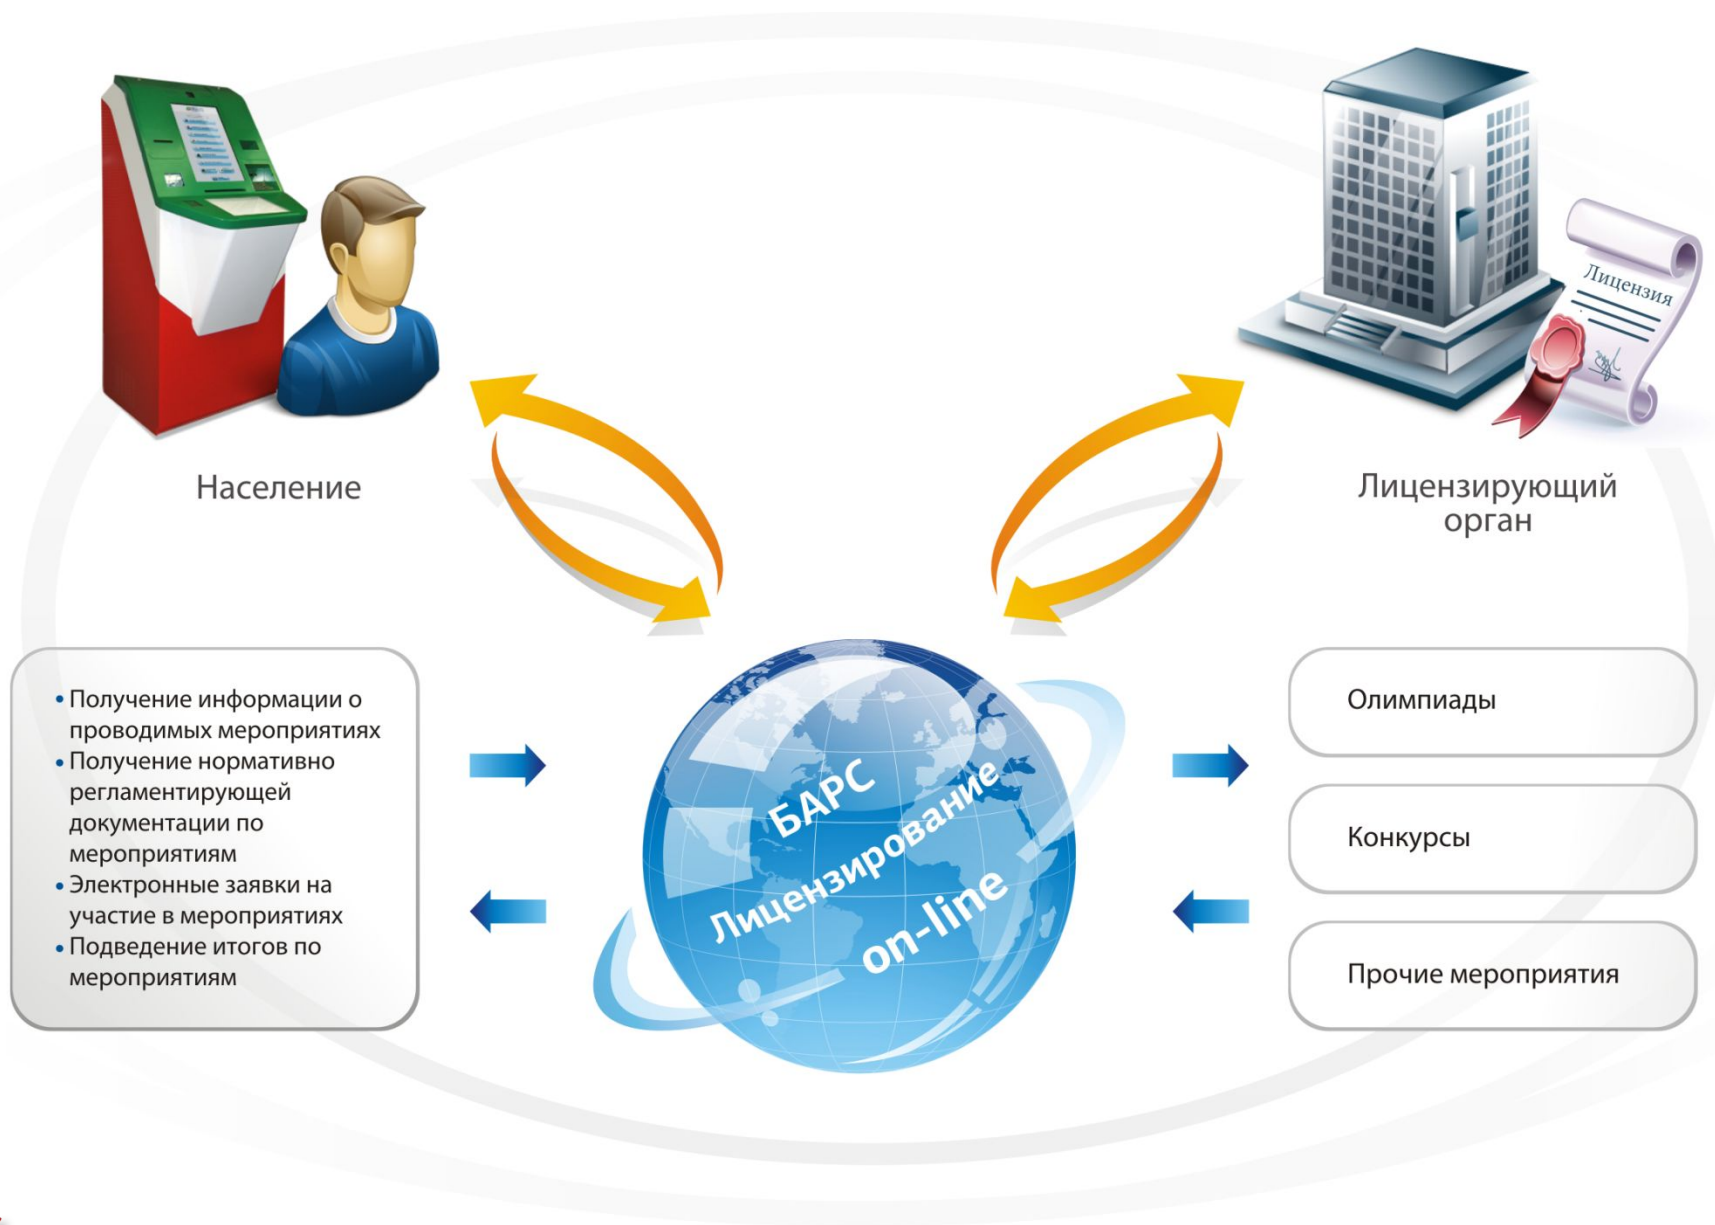 Лицензия
Население
Лицензирующий
орган
• Получение информации о
проводимых мероприятиях
• Получение нормативно
регламентирующей
документации по
мероприятиям
• Электронные заявки на
участие в мероприятиях
• Подведение итогов по
мероприятиям
БАРС
Лицензирование
on-line
Олимпиады
Конкурсы
Прочие мероприятия